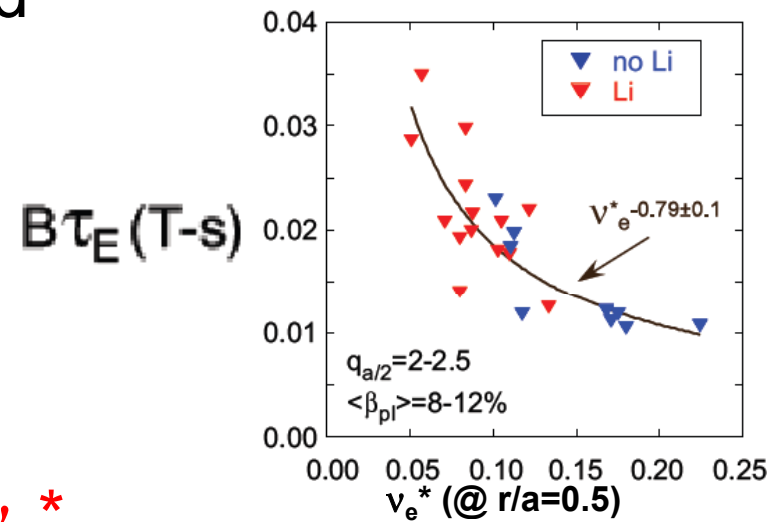 d
0.04
no Li
Li
0.03
ν*e-0.79±0.1
BτE (T-s)
0.02
0.01
qa/2=2-2.5
<βpl>=8-12%
0.00
0.00 0.05 0.10 0.15 0.20 0.25
νe* (@ r/a=0.5)
, *